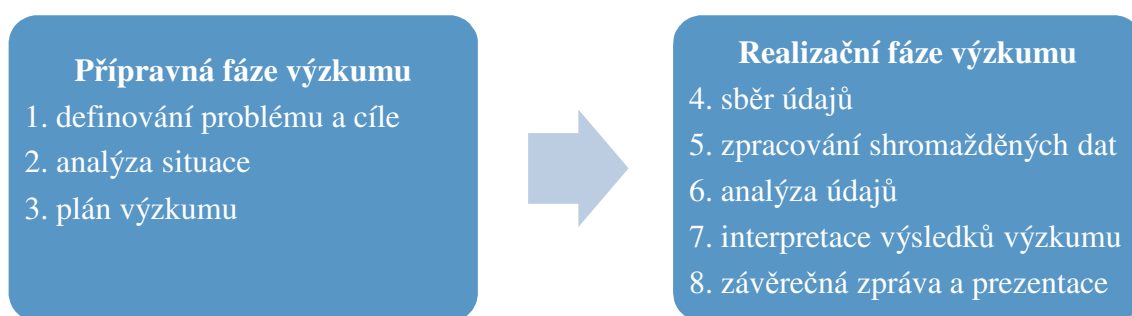 Přípravná fáze výzkumu
1. definování problému a cíle
2. analýza situace
3. plán výzkumu
Realizační fáze výzkumu
4. sběr údajů
5. zpracování shromážděných dat
6. analýza údajů
7. interpretace výsledků výzkumu
8. závěrečná zpráva a prezentace